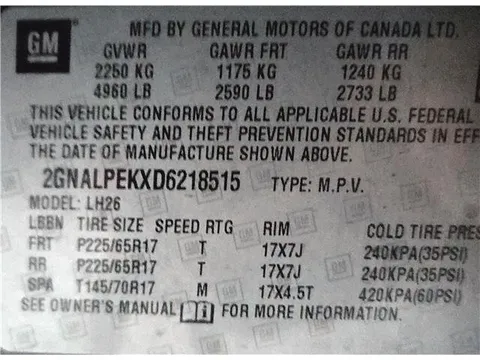 GM
MFD BY GENERAL MOTORS OF CANADA LTD.
GVWR GAWR FRT GAWR RR
2250 KG 1175 KG 1240 KG
4960 LB 2590 LB 2733 LB
THIS VEHICLE CONFORMS TO ALL APPLICABLE U.S. FEDERAL
VEHICLE SAFETY AND THEFT PREVENTION STANDARDS IN EFF
THE DATE OF MANUFACTURE SHOWN ABOVE.
2GNALPEKXD6218515 TYPE: M.P.V.
MODEL: LH26
LBBN TIRE SIZE SPEED RTG RIM COLD TIRE PRES
FRT P225/65R17 T 17X7J 240KPA(35PSI)
RR P225/65R17 T 17X7J 240KPA(35PSI)
SPA T145/70R17 M 17X4.5T 420KPA(60PSI)
SEE OWNER'S MANUAL FOR MORE INFORMATION.